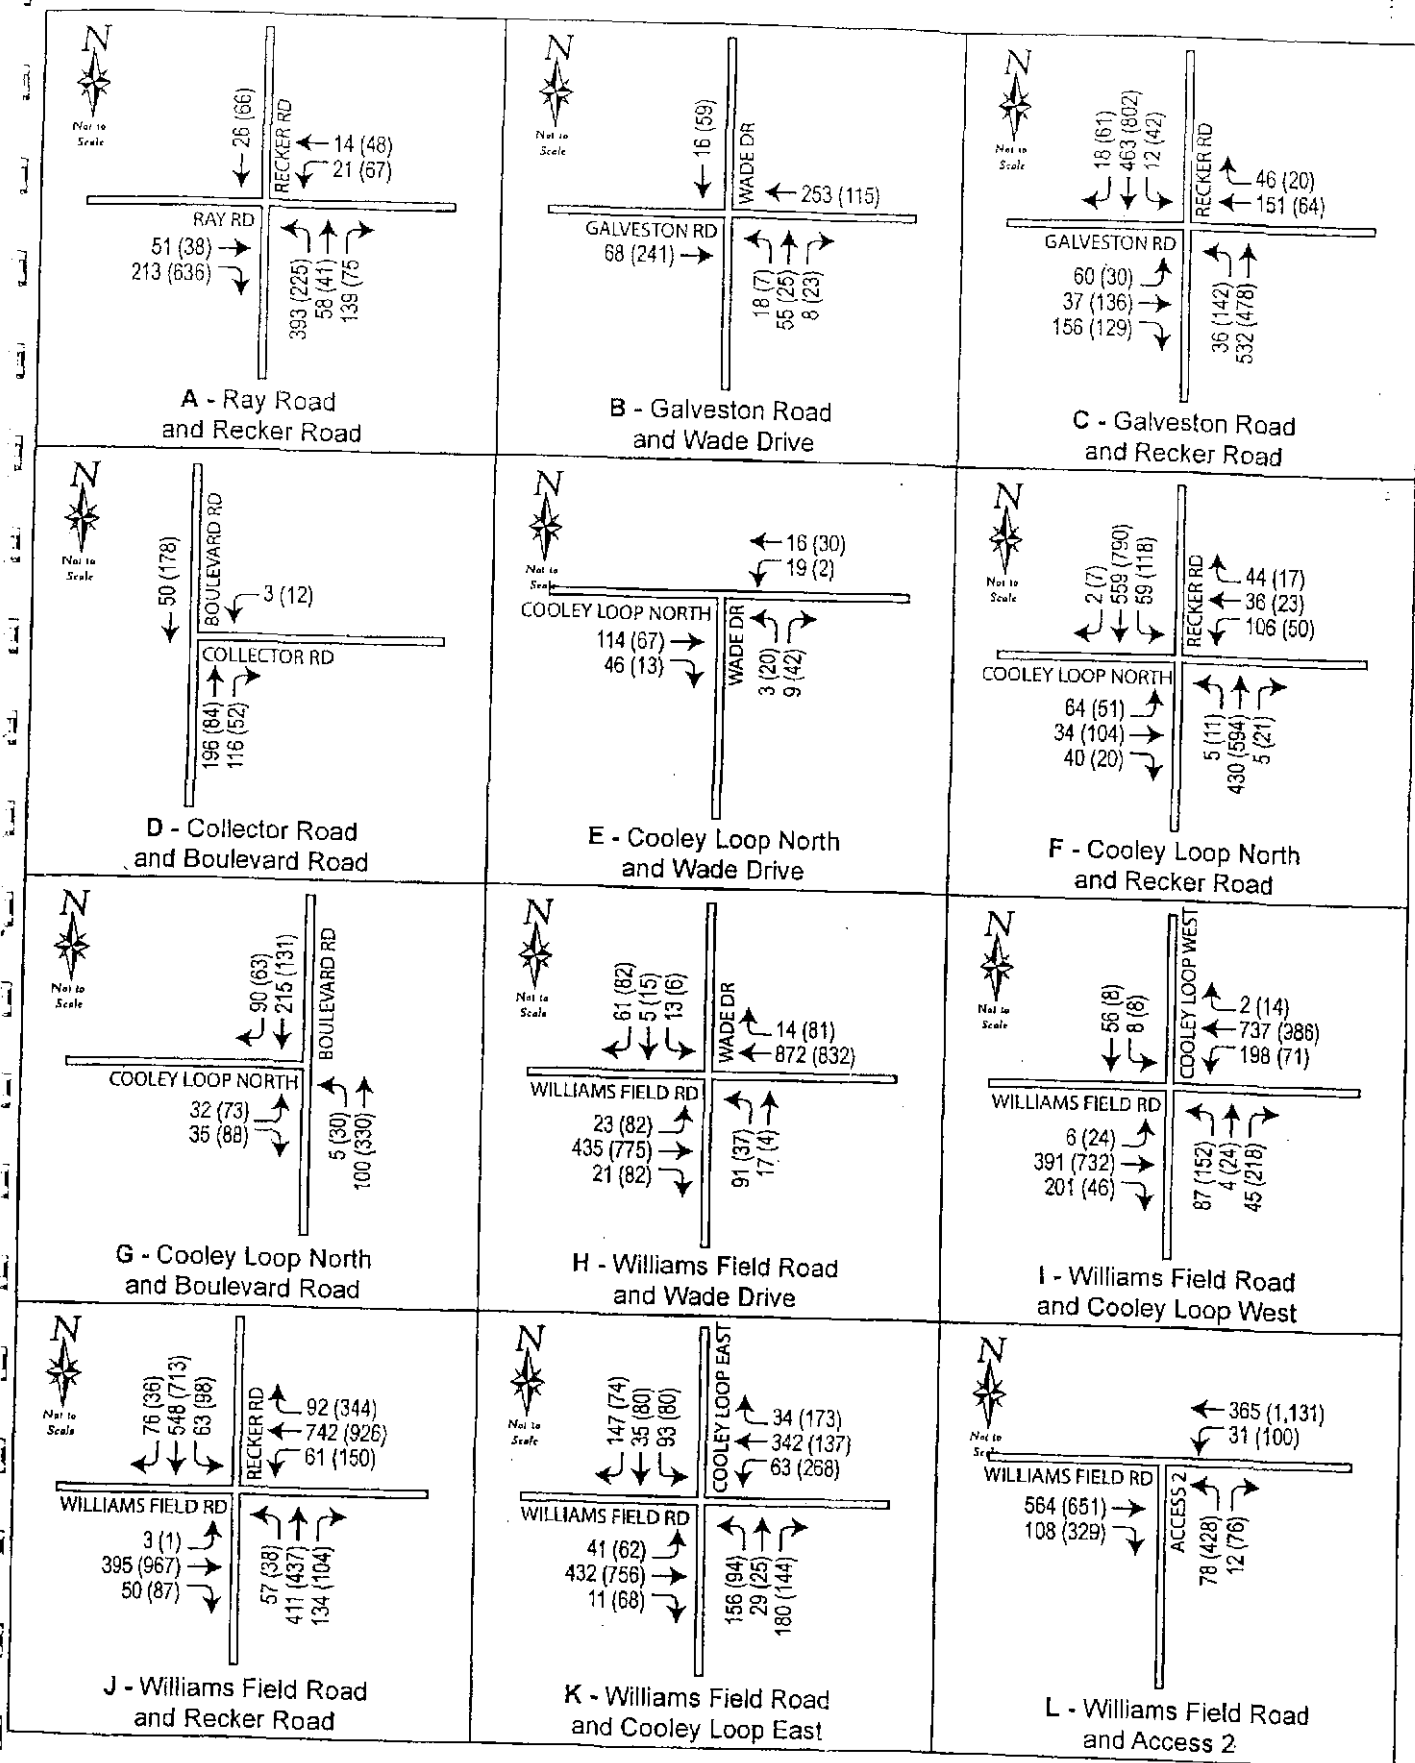 N
Not to
Scale
26 (66)
RECKER RD
14 (48)
21 (67)
RAY RD
51 (38)
213 (636)
393 (225)
58 (41)
139 (75
A - Ray Road
and Recker Road
N
Not to
Scale
16 (59)
WADE DR
253 (115)
GALVESTON RD
68 (241)
18 (7)
55 (25)
8 (23)
B - Galveston Road
and Wade Drive
N
Not to
Scale
18 (61)
463 (802)
12 (42)
RECKER RD
46 (20)
151 (64)
GALVESTON RD
60 (30)
37 (136)
156 (129)
36 (142)
532 (478)
C - Galveston Road
and Recker Road
N
Not to
Scale
50 (178)
BOULEVARD RD
3 (12)
COLLECTOR RD
196 (84)
116 (52)
D - Collector Road
and Boulevard Road
N
Not to
Scale
16 (30)
19 (2)
COOLEY LOOP NORTH
114 (67)
46 (13)
WADE DR
3 (20)
9 (42)
E - Cooley Loop North
and Wade Drive
N
Not to
Scale
2 (7)
559 (790)
59 (118)
RECKER RD
44 (17)
36 (23)
106 (50)
COOLEY LOOP NORTH
64 (51)
34 (104)
40 (20)
5 (11)
430 (594)
5 (21)
F - Cooley Loop North
and Recker Road
N
Not to
Scale
90 (63)
215 (131)
BOULEVARD RD
COOLEY LOOP NORTH
32 (73)
35 (88)
5 (30)
100 (330)
G - Cooley Loop North
and Boulevard Road
N
Not to
Scale
61 (82)
5 (15)
13 (6)
WADE DR
14 (81)
872 (832)
WILLIAMS FIELD RD
23 (82)
435 (775)
21 (82)
91 (37)
17 (4)
H - Williams Field Road
and Wade Drive
N
Not to
Scale
56 (8)
8 (8)
COOLEY LOOP WEST
2 (14)
737 (986)
198 (71)
WILLIAMS FIELD RD
6 (24)
391 (732)
201 (46)
87 (152)
4 (24)
45 (218)
I - Williams Field Road
and Cooley Loop West
N
Not to
Scale
76 (36)
548 (713)
63 (98)
RECKER RD
92 (344)
742 (926)
61 (150)
WILLIAMS FIELD RD
3 (1)
395 (967)
50 (87)
57 (38)
411 (437)
134 (104)
J - Williams Field Road
and Recker Road
N
Not to
Scale
147 (74)
35 (80)
93 (80)
COOLEY LOOP EAST
34 (173)
342 (137)
63 (268)
WILLIAMS FIELD RD
41 (62)
432 (756)
11 (68)
156 (94)
29 (25)
180 (144)
K - Williams Field Road
and Cooley Loop East
N
Not to
Scale
365 (1,131)
31 (100)
WILLIAMS FIELD RD
564 (651)
108 (329)
ACCESS 2
78 (428)
12 (76)
L - Williams Field Road
and Access 2